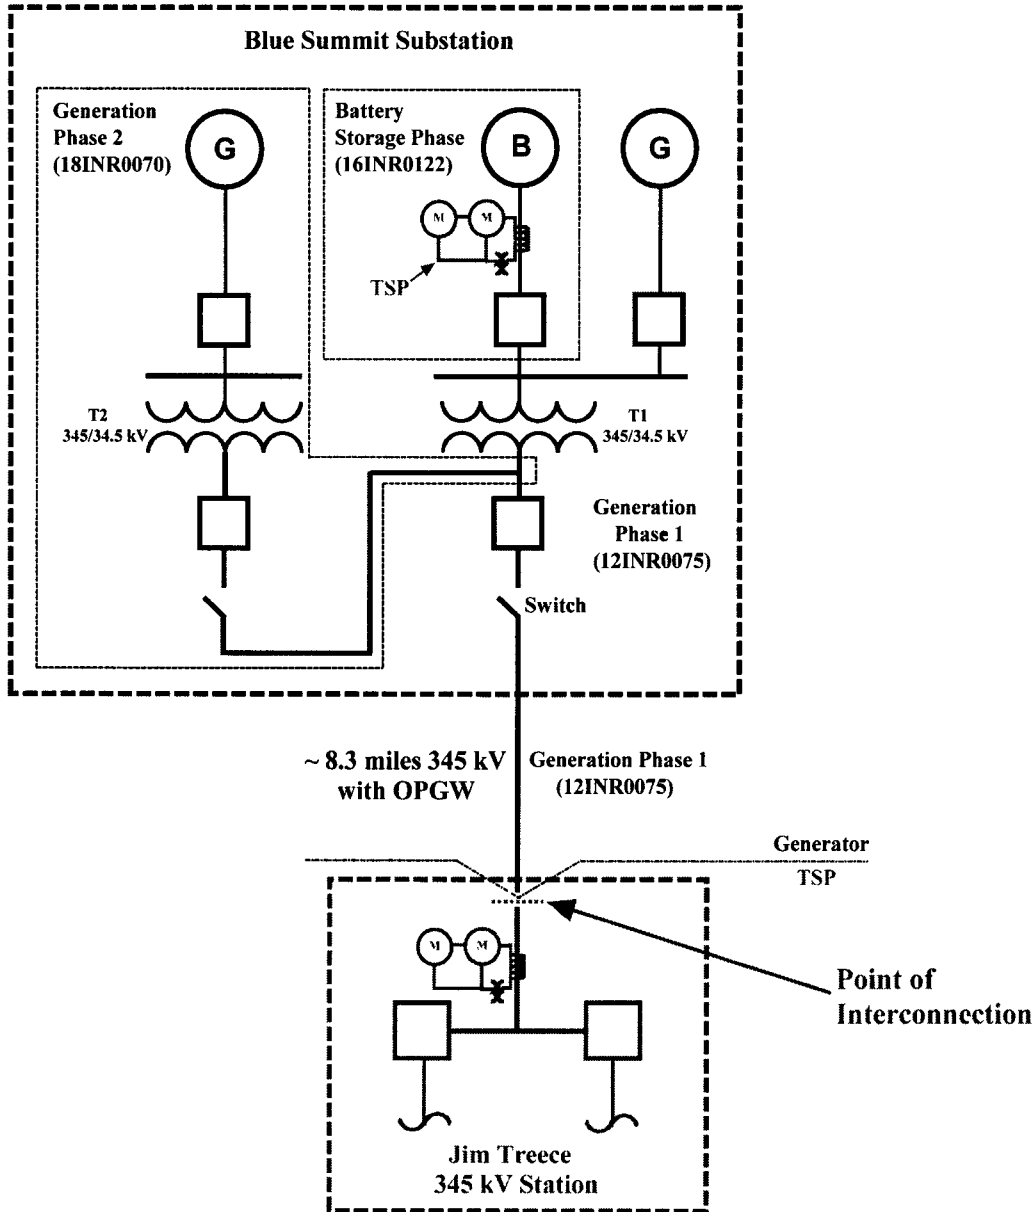 Blue Summit Substation
Generation
Phase 2
(18INR0070)
G
Battery
Storage Phase
(16INR0122)
B
G
M
M
TSP
T2
345/34.5 kV
T1
345/34.5 kV
Generation
Phase 1
(12INR0075)
Switch
~ 8.3 miles 345 kV
with OPGW
Generation Phase 1
(12INR0075)
Generator
TSP
M
M
Point of
Interconnection
Jim Treece
345 kV Station